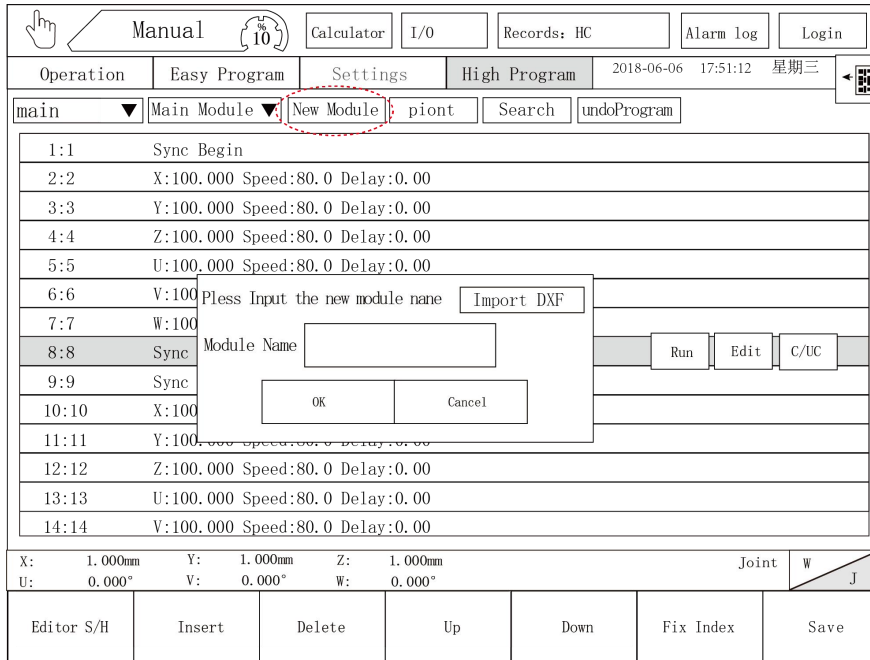 Manual % 10 Calculator I/O Records: HC Alarm log Login
Operation Easy Program Settings High Program 2018-06-06 17:51:12 星期三
main Main Module New Module piont Search undoProgram
1:1 Sync Begin
2:2 X:100.000 Speed:80.0 Delay:0.00
3:3 Y:100.000 Speed:80.0 Delay:0.00
4:4 Z:100.000 Speed:80.0 Delay:0.00
5:5 U:100.000 Speed:80.0 Delay:0.00
6:6 V:100
Pless Input the new module nane Import DXF
7:7 W:100
Module Name
8:8 Sync Run Edit C/UC
9:9 Sync
OK Cancel
10:10 X:100
11:11 Y:100.000 Speed:80.0 Delay:0.00
12:12 Z:100.000 Speed:80.0 Delay:0.00
13:13 U:100.000 Speed:80.0 Delay:0.00
14:14 V:100.000 Speed:80.0 Delay:0.00
X: 1.000mm Y: 1.000mm Z: 1.000mm Joint W
U: 0.000° V: 0.000° W: 0.000° J
Editor S/H Insert Delete Up Down Fix Index Save